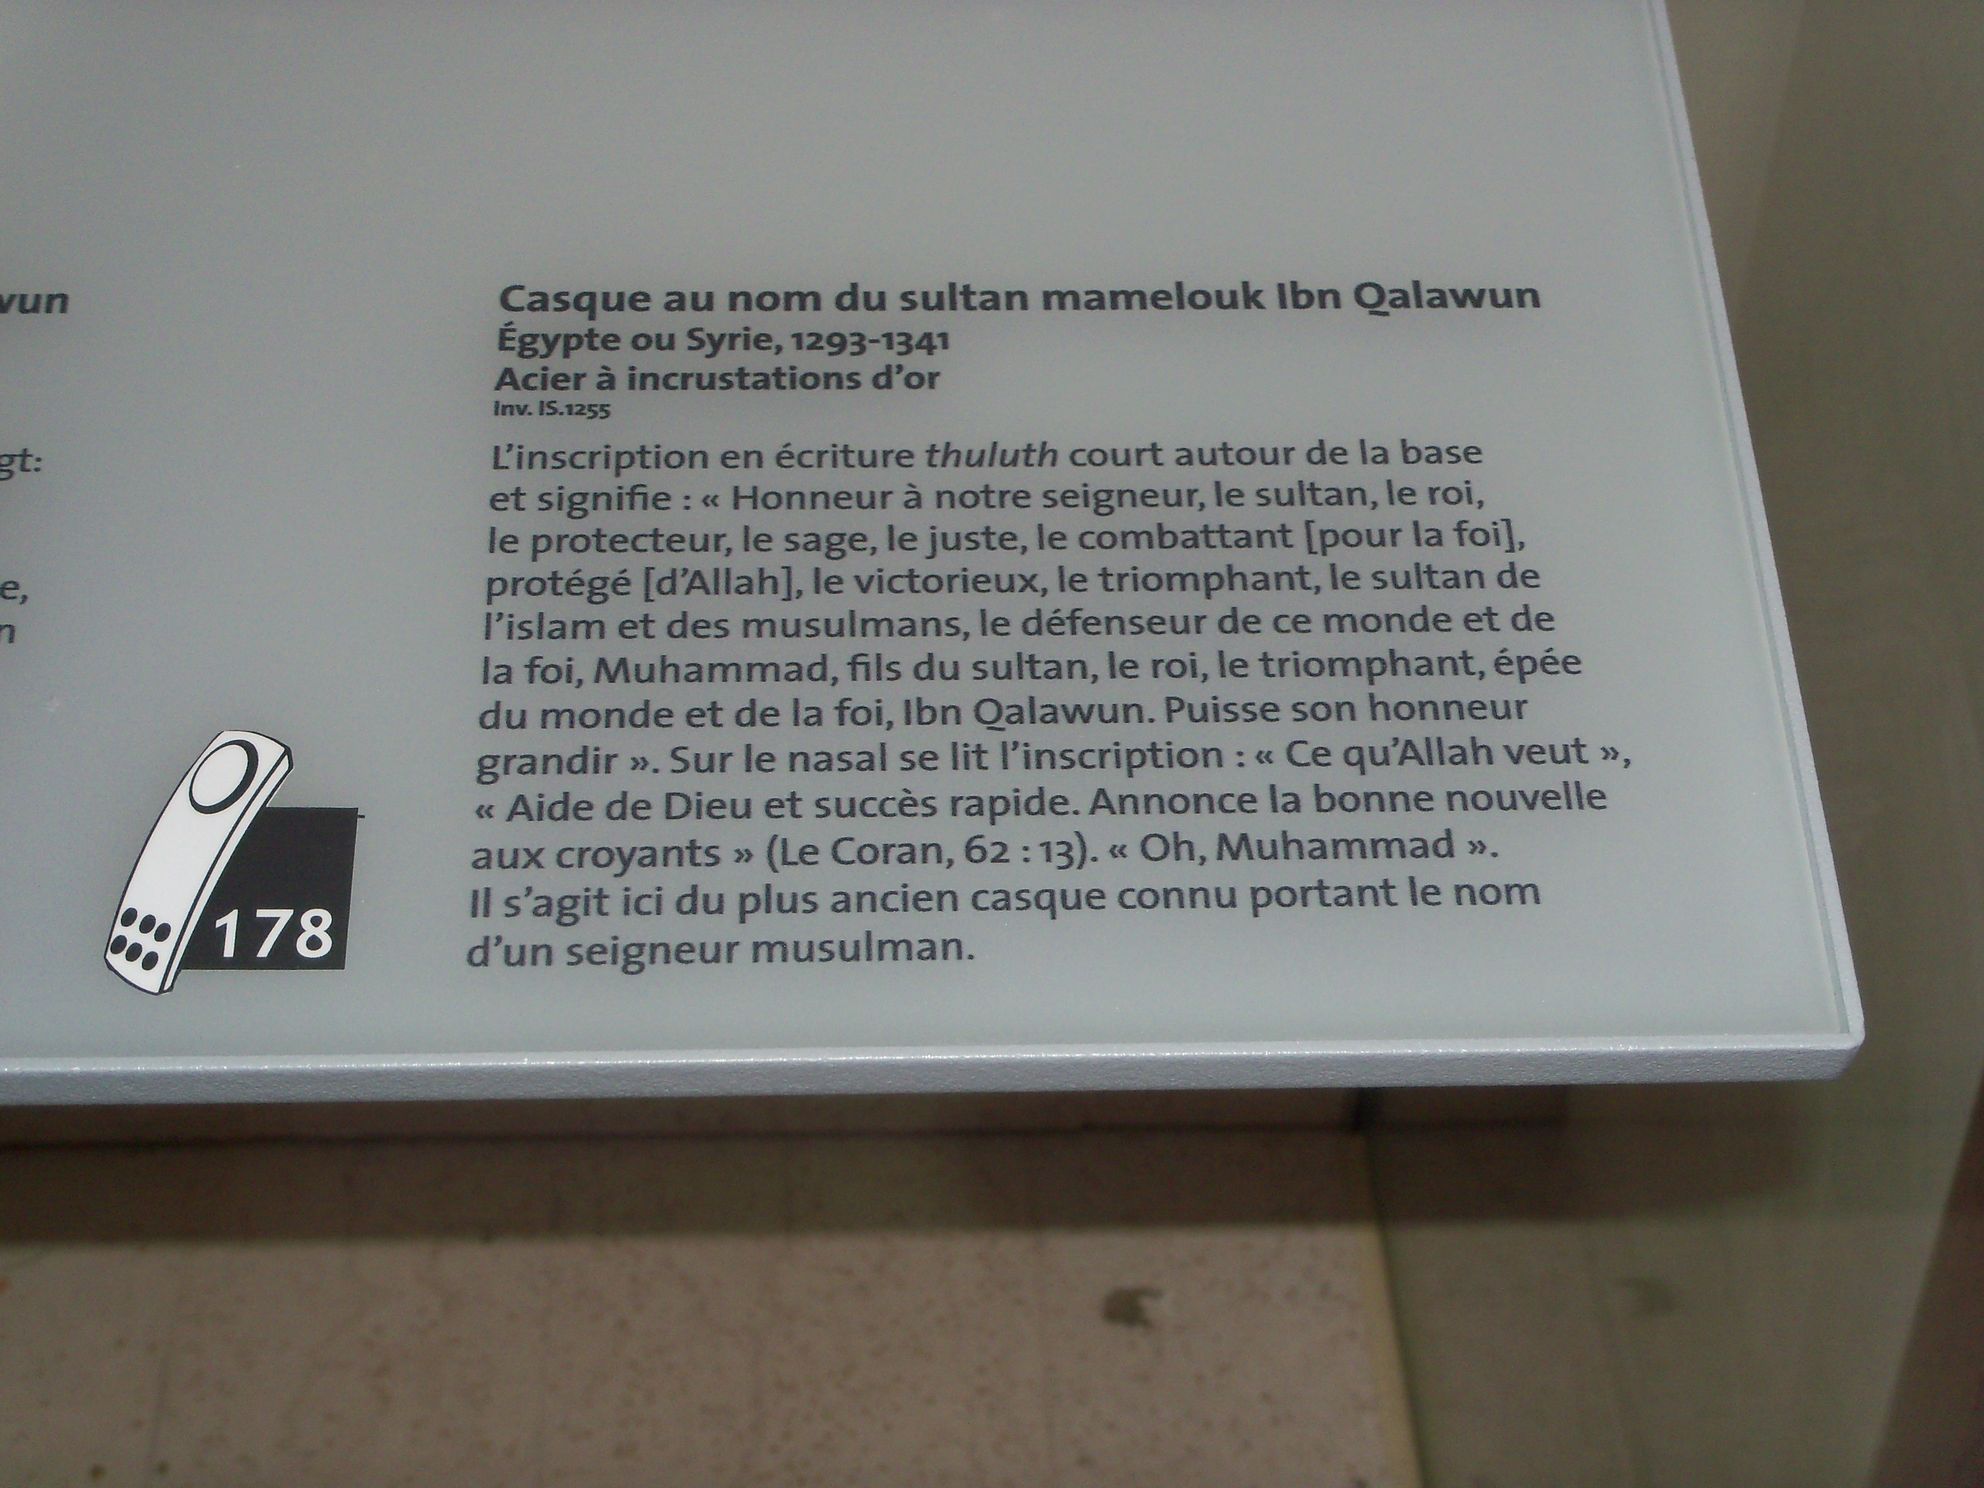 wun
gt:
e,
n
Casque au nom du sultan mamelouk Ibn Qalawun
Égypte ou Syrie, 1293-1341
Acier à incrustations d'or
Inv. IS.1255
L'inscription en écriture thuluth court autour de la base
et signifie : « Honneur à notre seigneur, le sultan, le roi,
le protecteur, le sage, le juste, le combattant [pour la foi],
protégé [d'Allah], le victorieux, le triomphant, le sultan de
l'islam et des musulmans, le défenseur de ce monde et de
la foi, Muhammad, fils du sultan, le roi, le triomphant, épée
du monde et de la foi, Ibn Qalawun. Puisse son honneur
grandir ». Sur le nasal se lit l'inscription : « Ce qu'Allah veut »,
« Aide de Dieu et succès rapide. Annonce la bonne nouvelle
aux croyants » (Le Coran, 62 : 13). « Oh, Muhammad ».
Il s'agit ici du plus ancien casque connu portant le nom
d'un seigneur musulman.
178